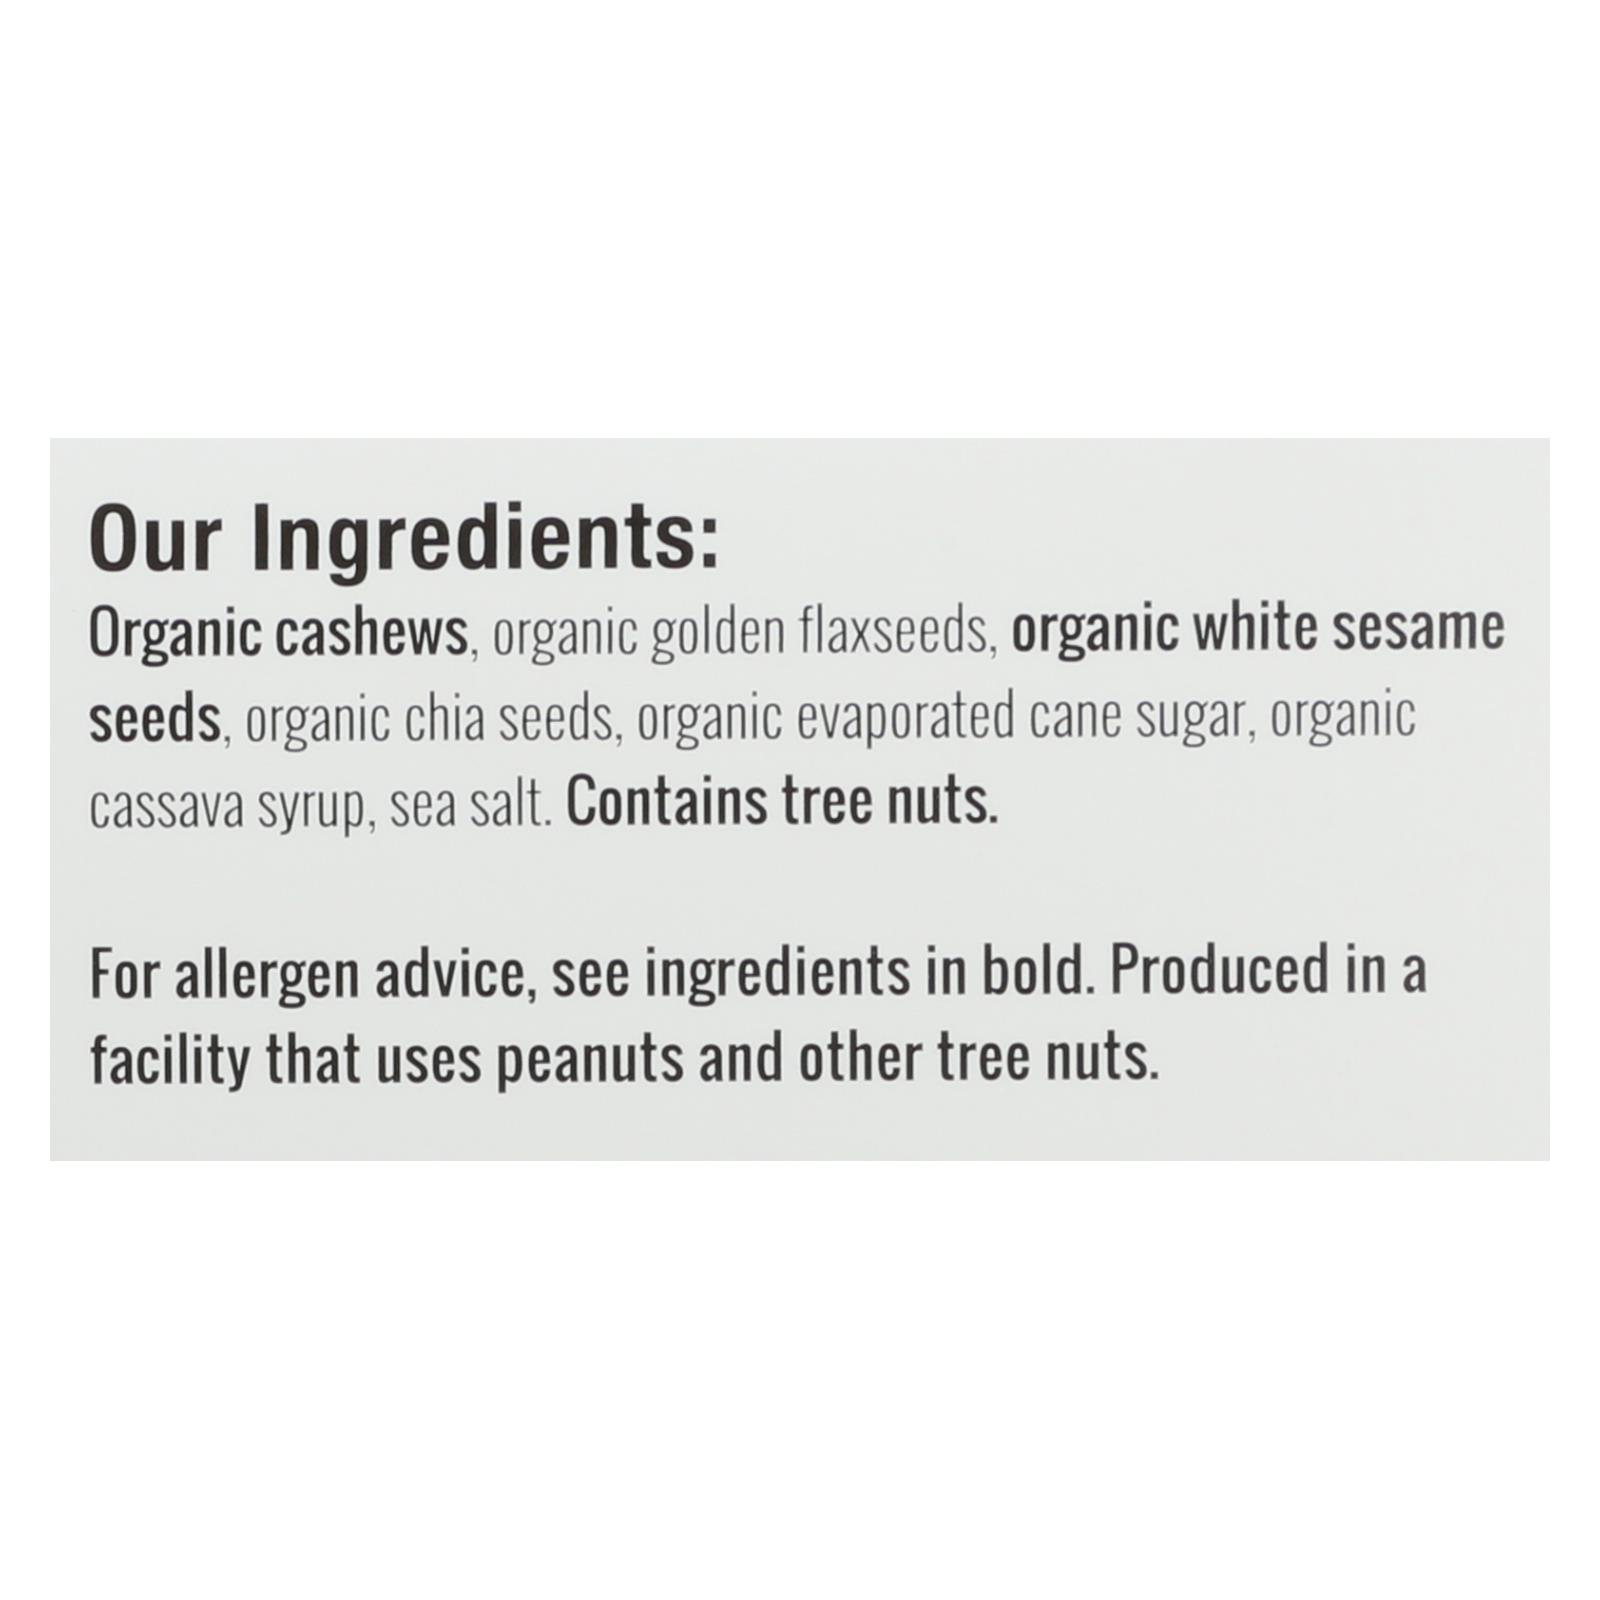 Our Ingredients:
Organic cashews, organic golden flaxseeds, organic white sesame
seeds, organic chia seeds, organic evaporated cane sugar, organic
cassava syrup, sea salt. Contains tree nuts.
For allergen advice, see ingredients in bold. Produced in a
facility that uses peanuts and other tree nuts.